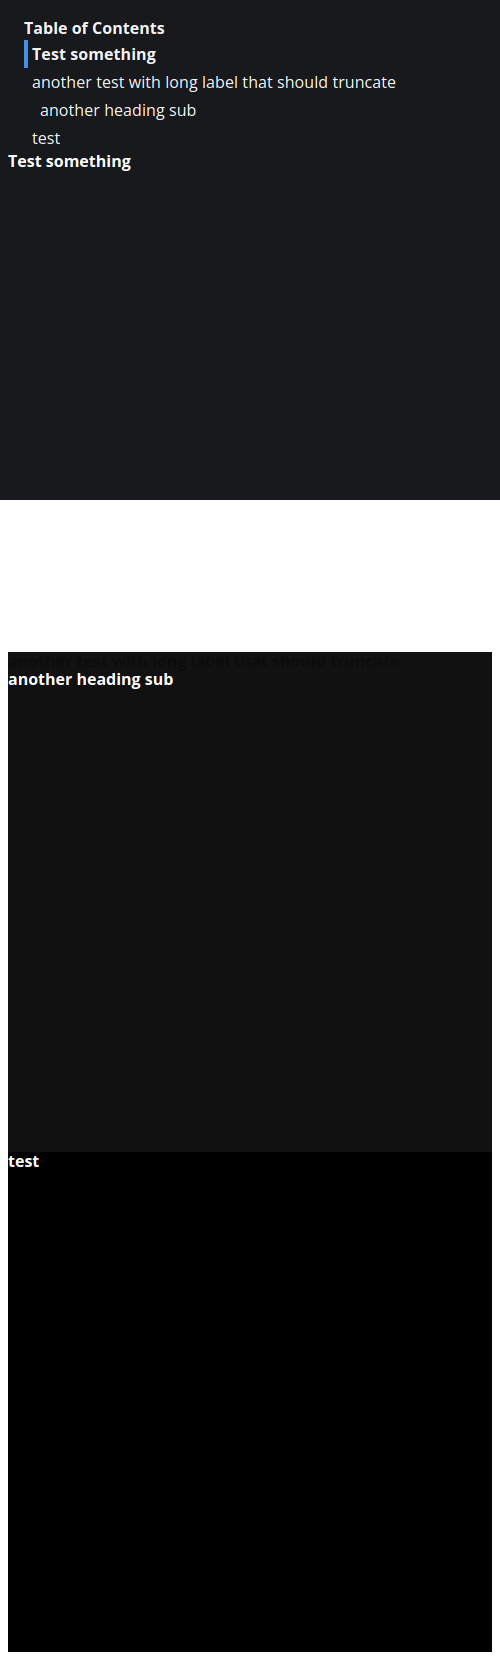 Table of Contents
Test something
another test with long label that should truncate
another heading sub
test
Test something
another test with long label that should truncate
another heading sub
test